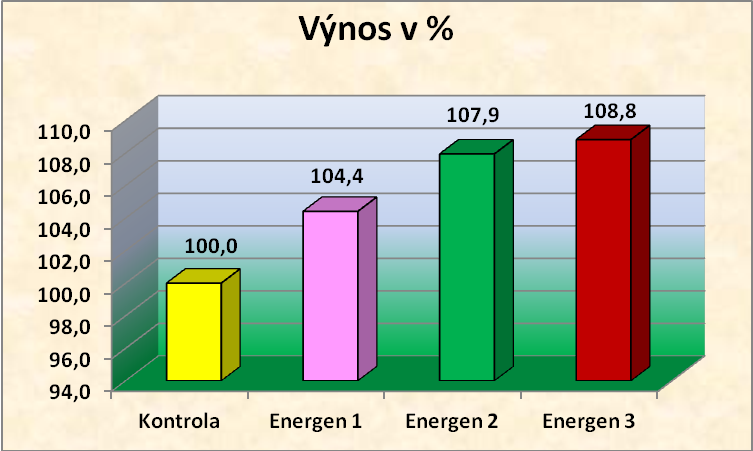 Výnos v %
110,0
108,0
106,0
104,0
102,0
100,0
98,0
96,0
94,0
100,0
104,4
107,9
108,8
Kontrola
Energen 1
Energen 2
Energen 3